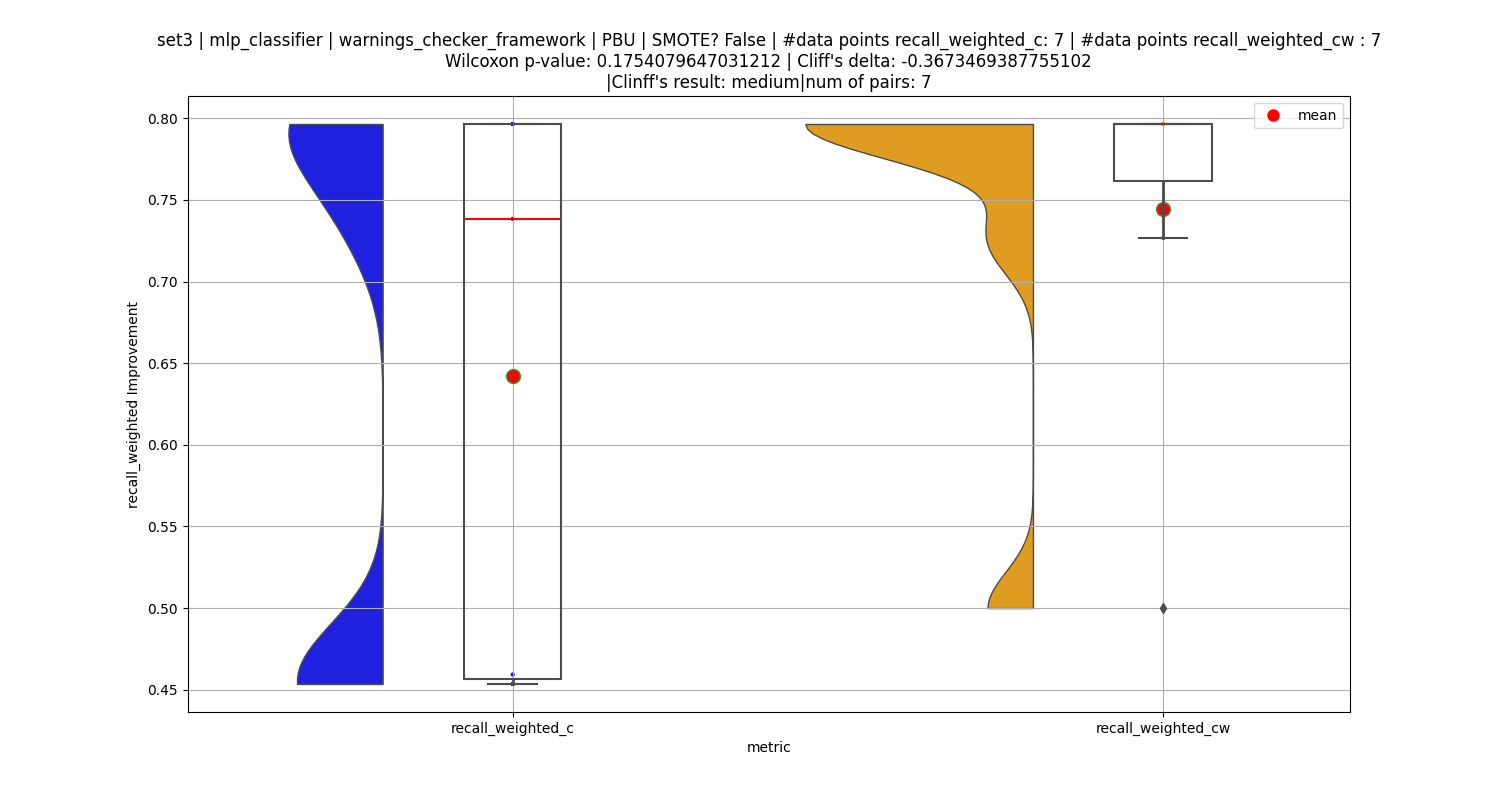 set3 | mlp_classifier | warnings_checker_framework | PBU | SMOTE? False | #data points recall_weighted_c: 7 | #data points recall_weighted_cw : 7
Wilcoxon p-value: 0.1754079647031212 | Cliff's delta: -0.3673469387755102
|Clinff's result: medium|num of pairs: 7
mean
0.80
0.75
0.70
0.65
0.60
0.55
0.50
0.45
recall_weighted Improvement
recall_weighted_c
recall_weighted_cw
metric